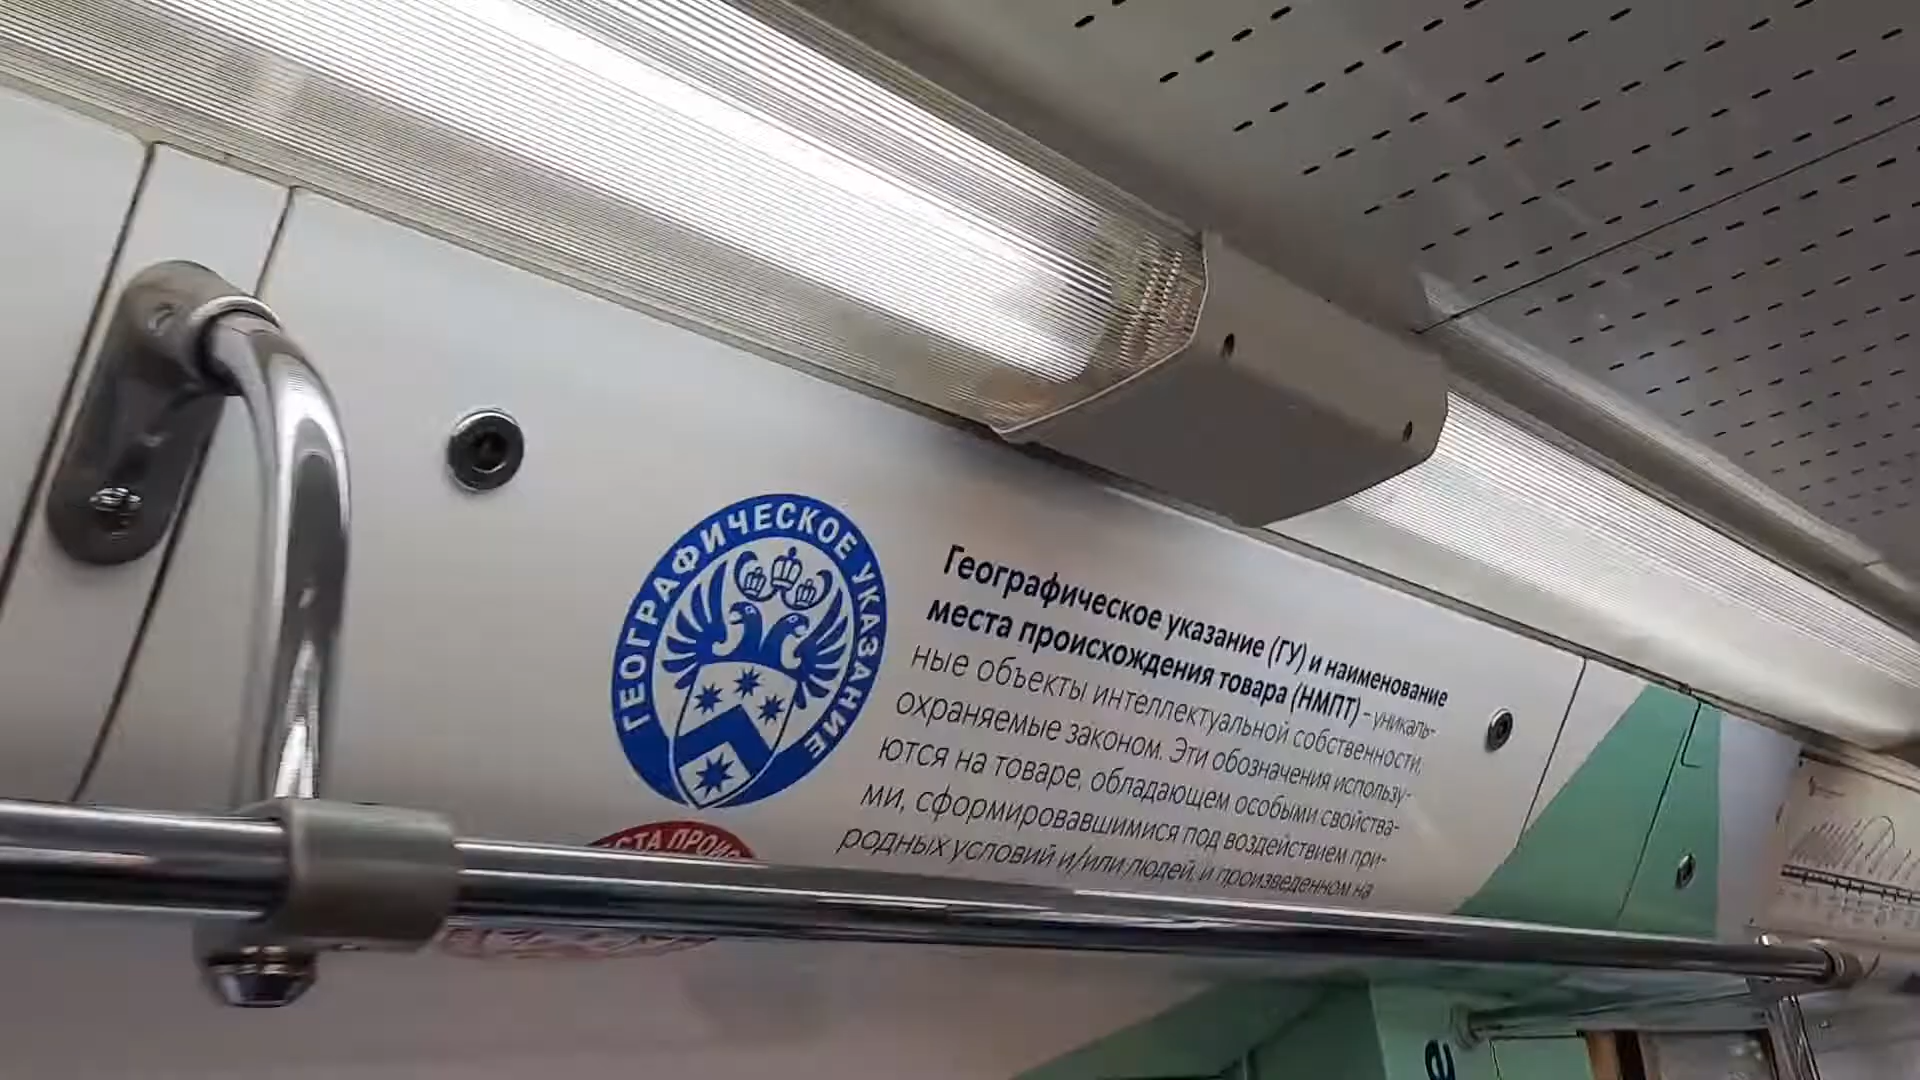 ГЕОГРАФИЧЕСКОЕ УКАЗАНИЕ
Географическое указание (ГУ) и наименование
места происхождения товара (НМПТ) – уникаль-
ные объекты интеллектуальной собственности,
охраняемые законом. Эти обозначения использу-
ются на товаре, обладающем особыми свойства-
ми, сформировавшимися под воздействием при-
родных условий и/или людей, и произведенном на